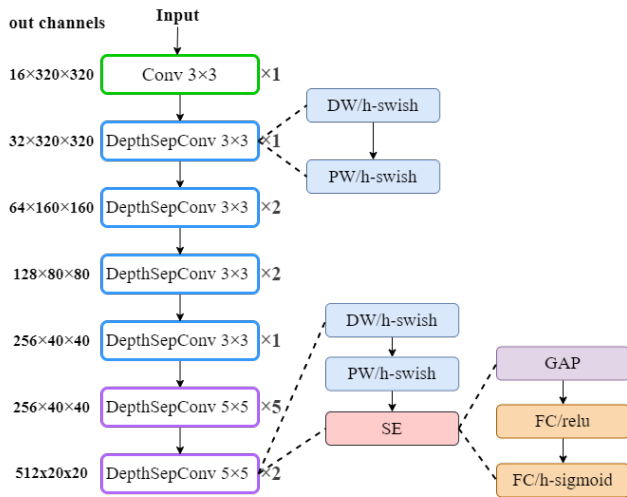 out channels
Input
16×320×320
Conv 3×3
×1
DW/h-swish
32×320×320
DepthSepConv 3×3
×1
PW/h-swish
64×160×160
DepthSepConv 3×3
×2
128×80×80
DepthSepConv 3×3
×2
DW/h-swish
256×40×40
DepthSepConv 3×3
×1
PW/h-swish
GAP
256×40×40
DepthSepConv 5×5
×5
SE
FC/relu
512x20x20
DepthSepConv 5×5
×2
FC/h-sigmoid